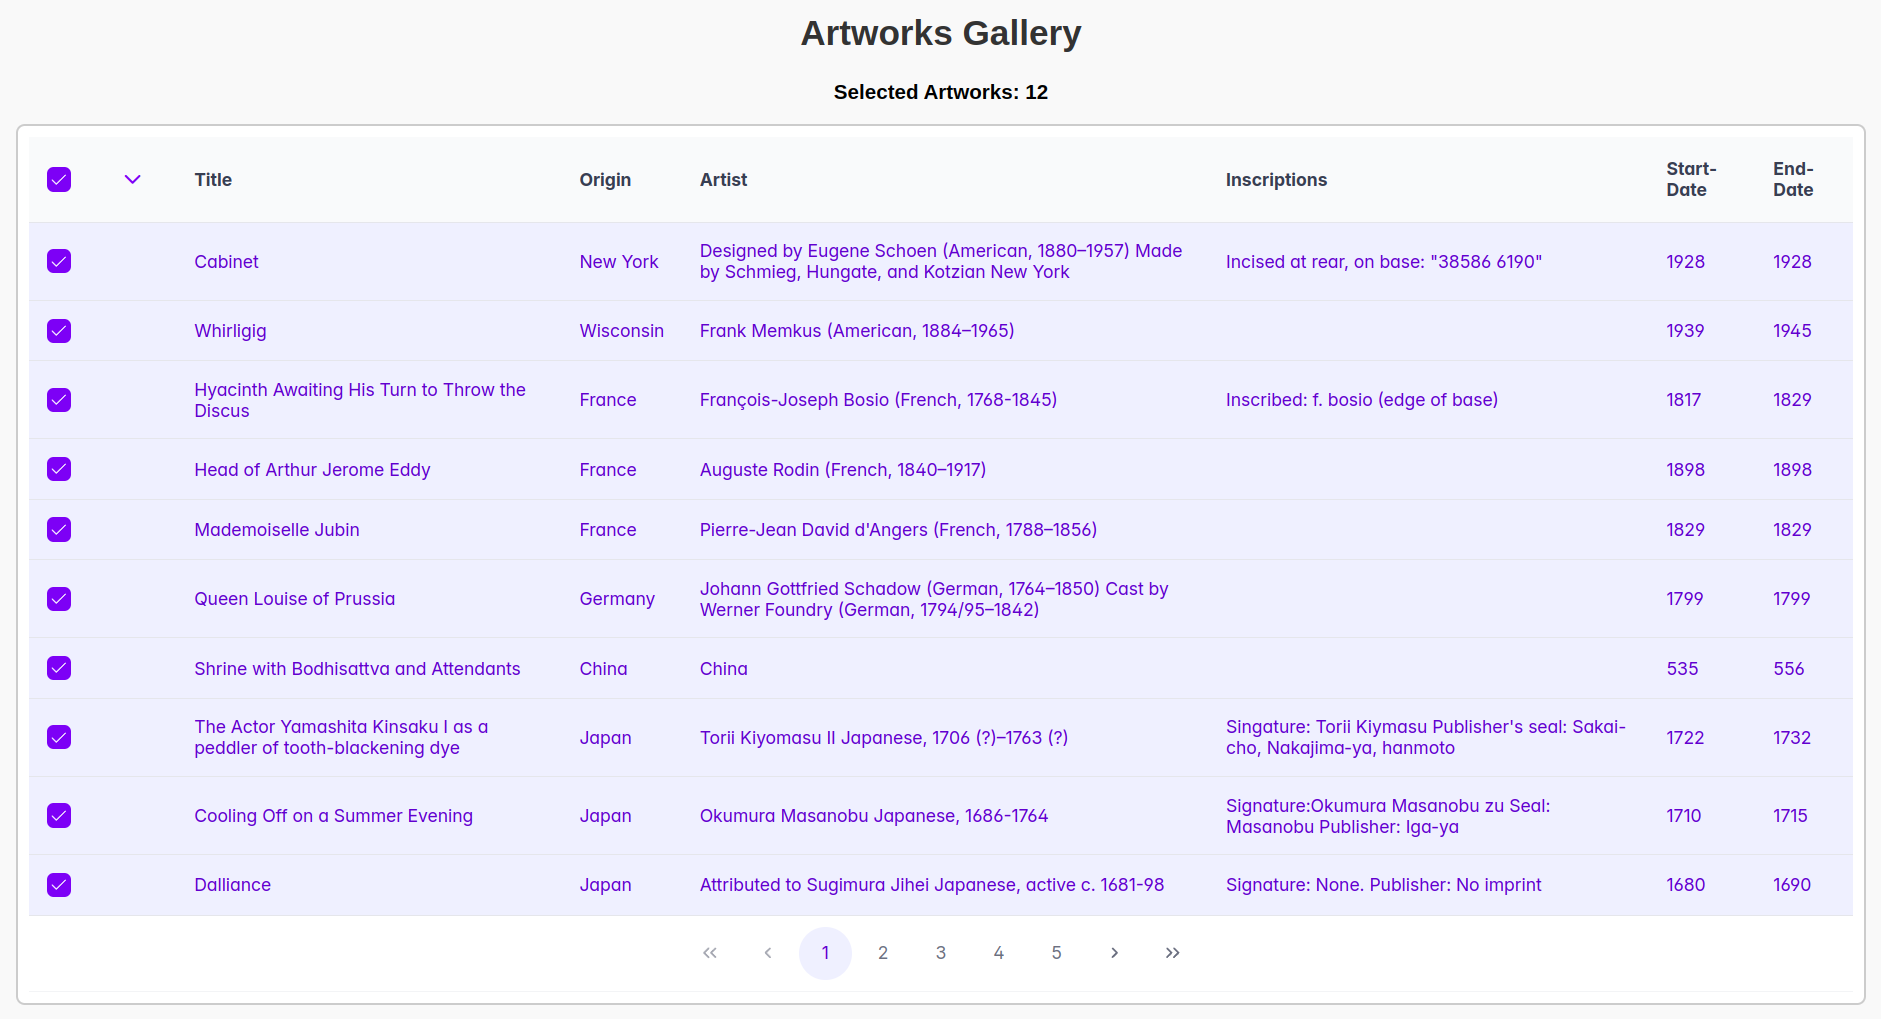 Artworks Gallery
Selected Artworks: 12
Title Origin Artist Inscriptions Start-Date End-Date
Cabinet New York Designed by Eugene Schoen (American, 1880–1957) Made by Schmieg, Hungate, and Kotzian New York Incised at rear, on base: "38586 6190" 1928 1928
Whirligig Wisconsin Frank Memkus (American, 1884–1965) 1939 1945
Hyacinth Awaiting His Turn to Throw the Discus France François-Joseph Bosio (French, 1768-1845) Inscribed: f. bosio (edge of base) 1817 1829
Head of Arthur Jerome Eddy France Auguste Rodin (French, 1840–1917) 1898 1898
Mademoiselle Jubin France Pierre-Jean David d'Angers (French, 1788–1856) 1829 1829
Queen Louise of Prussia Germany Johann Gottfried Schadow (German, 1764–1850) Cast by Werner Foundry (German, 1794/95–1842) 1799 1799
Shrine with Bodhisattva and Attendants China China 535 556
The Actor Yamashita Kinsaku I as a peddler of tooth-blackening dye Japan Torii Kiyomasu II Japanese, 1706 (?)–1763 (?) Singature: Torii Kiymasu Publisher's seal: Sakai-cho, Nakajima-ya, hanmoto 1722 1732
Cooling Off on a Summer Evening Japan Okumura Masanobu Japanese, 1686-1764 Signature:Okumura Masanobu zu Seal: Masanobu Publisher: Iga-ya 1710 1715
Dalliance Japan Attributed to Sugimura Jihei Japanese, active c. 1681-98 Signature: None. Publisher: No imprint 1680 1690
1 2 3 4 5